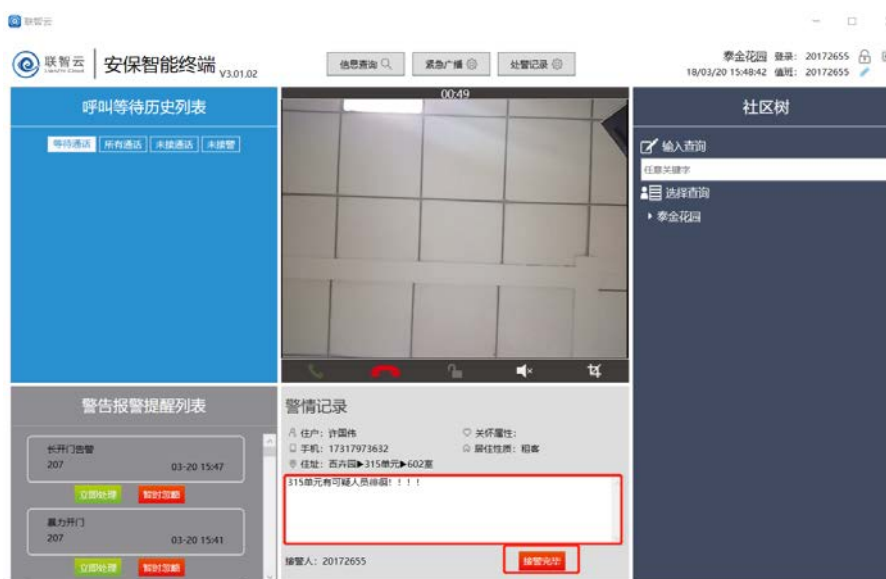 联智云
联智云
安保智能终端 V3.01.02
信息查询
紧急广播
处警记录
泰金花园 登录: 20172655
18/03/20 15:48:42 值班: 20172655
呼叫等待历史列表
等待通话 所有通话 未接通话 未接警
00:49
社区树
输入查询
任意关键字
选择查询
泰金花园
警告报警提醒列表
长开门告警
207 03-20 15:47
立即处理 暂时忽略
暴力开门
207 03-20 15:41
立即处理 暂时忽略
警情记录
住户: 许国伟 关怀属性:
手机: 17317973632 居住性质: 租客
住址: 百卉园▶315单元▶602室
315单元有可疑人员徘徊!!!!
接警人: 20172655 接警完毕